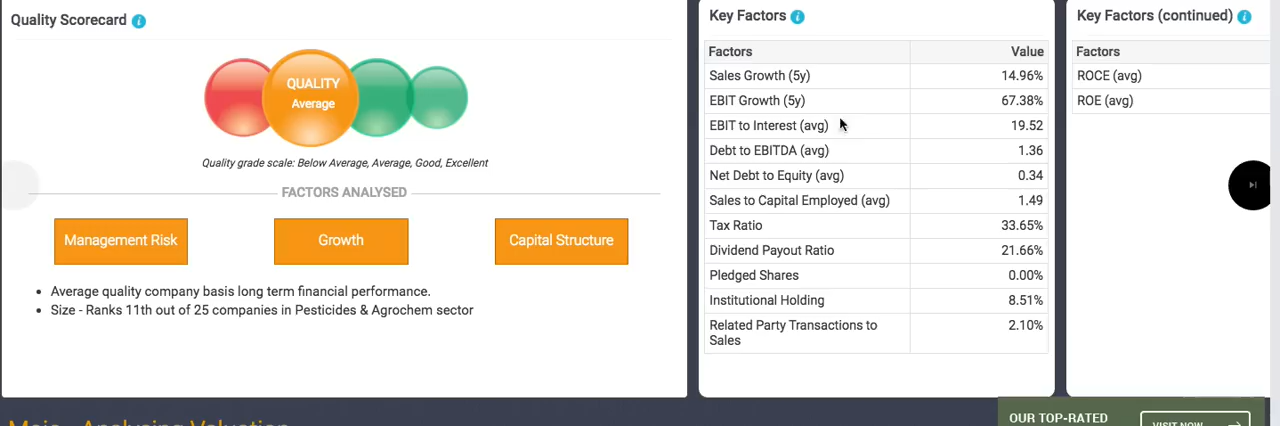 Quality Scorecard
QUALITY
Average
Quality grade scale: Below Average, Average, Good, Excellent
FACTORS ANALYSED
Management Risk
Growth
Capital Structure
Average quality company basis long term financial performance.
Size - Ranks 11th out of 25 companies in Pesticides & Agrochem sector
Key Factors
Factors Value
Sales Growth (5y) 14.96%
EBIT Growth (5y) 67.38%
EBIT to Interest (avg) 19.52
Debt to EBITDA (avg) 1.36
Net Debt to Equity (avg) 0.34
Sales to Capital Employed (avg) 1.49
Tax Ratio 33.65%
Dividend Payout Ratio 21.66%
Pledged Shares 0.00%
Institutional Holding 8.51%
Related Party Transactions to 2.10%
Sales
Key Factors (continued)
Factors
ROCE (avg)
ROE (avg)
Mojo - Analysing Valuation
OUR TOP-RATED
VISIT NOW